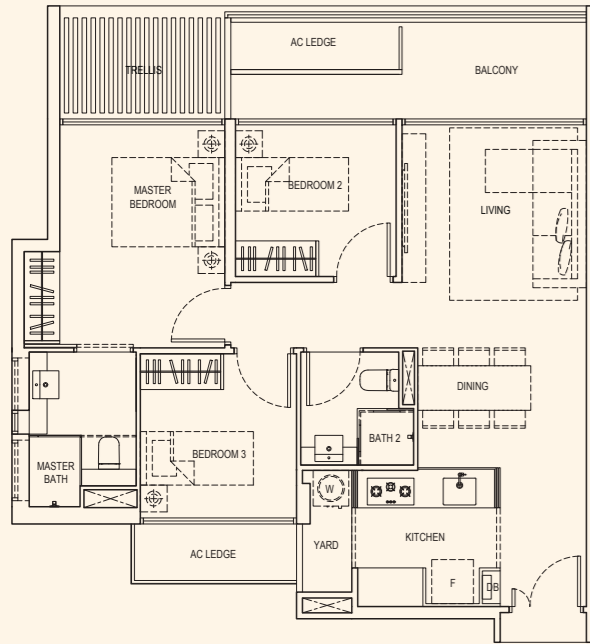 AC LEDGE
TRELLIS
BALCONY
MASTER
BEDROOM
BEDROOM 2
LIVING
DINING
BATH 2
BEDROOM 3
MASTER
BATH
W
YARD
KITCHEN
AC LEDGE
F
DB